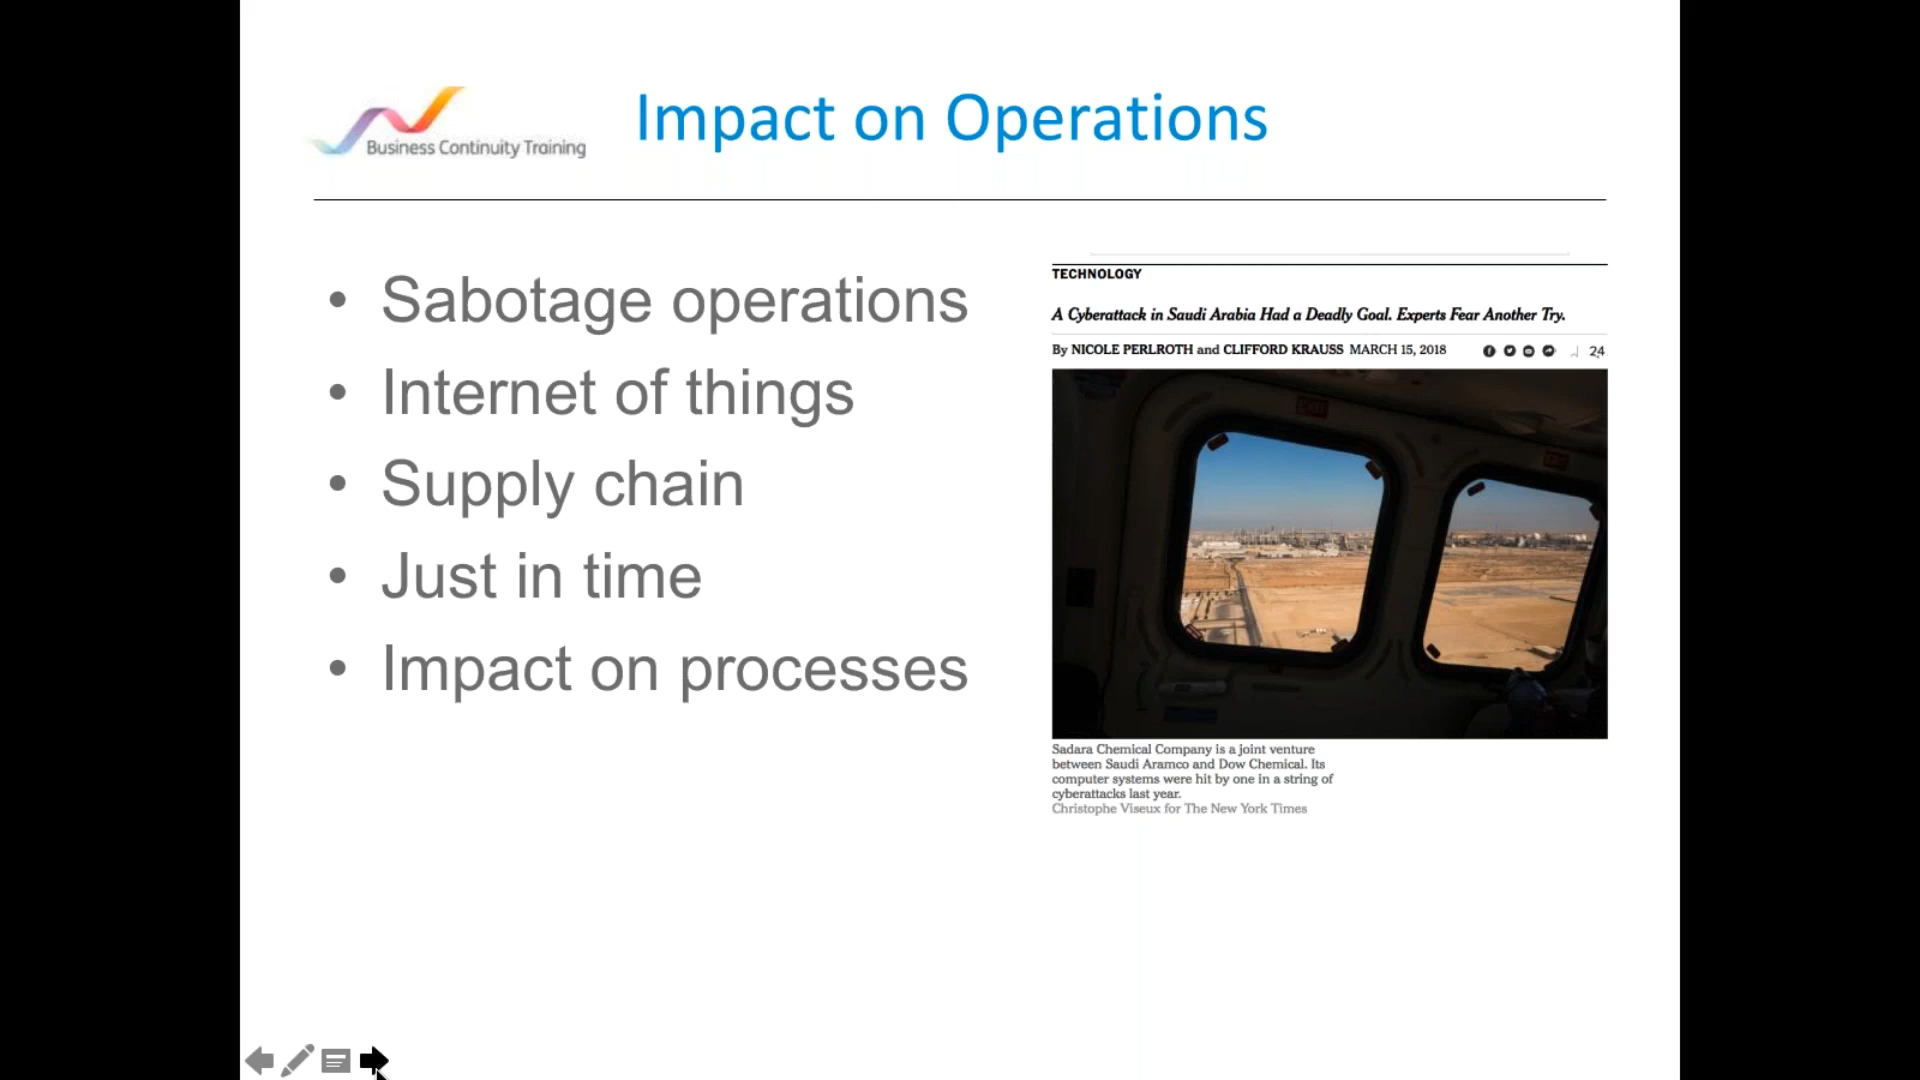 Business Continuity Training
Impact on Operations
• Sabotage operations
• Internet of things
• Supply chain
• Just in time
• Impact on processes
TECHNOLOGY
A Cyberattack in Saudi Arabia Had a Deadly Goal. Experts Fear Another Try.
By NICOLE PERLROTH and CLIFFORD KRAUSS MARCH 15, 2018 24
EXIT
Sadara Chemical Company is a joint venture
between Saudi Aramco and Dow Chemical. Its
computer systems were hit by one in a string of
cyberattacks last year.
Christophe Viseux for The New York Times